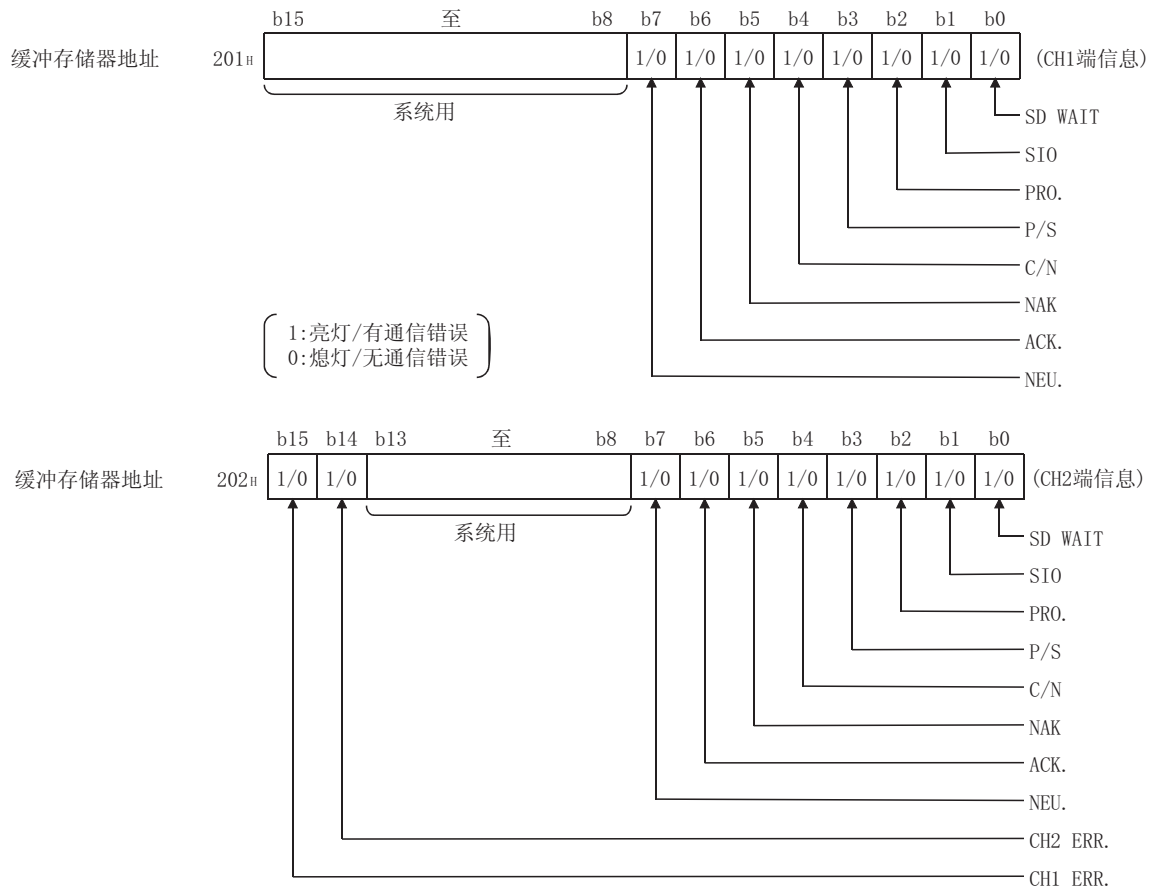 b15 至 b8 b7 b6 b5 b4 b3 b2 b1 b0
缓冲存储器地址 201H 1/0 1/0 1/0 1/0 1/0 1/0 1/0 1/0 (CH1端信息)
系统用
SD WAIT
SIO
PRO.
P/S
C/N
NAK
ACK.
NEU.
1:亮灯/有通信错误
0:熄灯/无通信错误
b15 b14 b13 至 b8 b7 b6 b5 b4 b3 b2 b1 b0
缓冲存储器地址 202H 1/0 1/0 1/0 1/0 1/0 1/0 1/0 1/0 1/0 1/0 (CH2端信息)
系统用
SD WAIT
SIO
PRO.
P/S
C/N
NAK
ACK.
NEU.
CH2 ERR.
CH1 ERR.